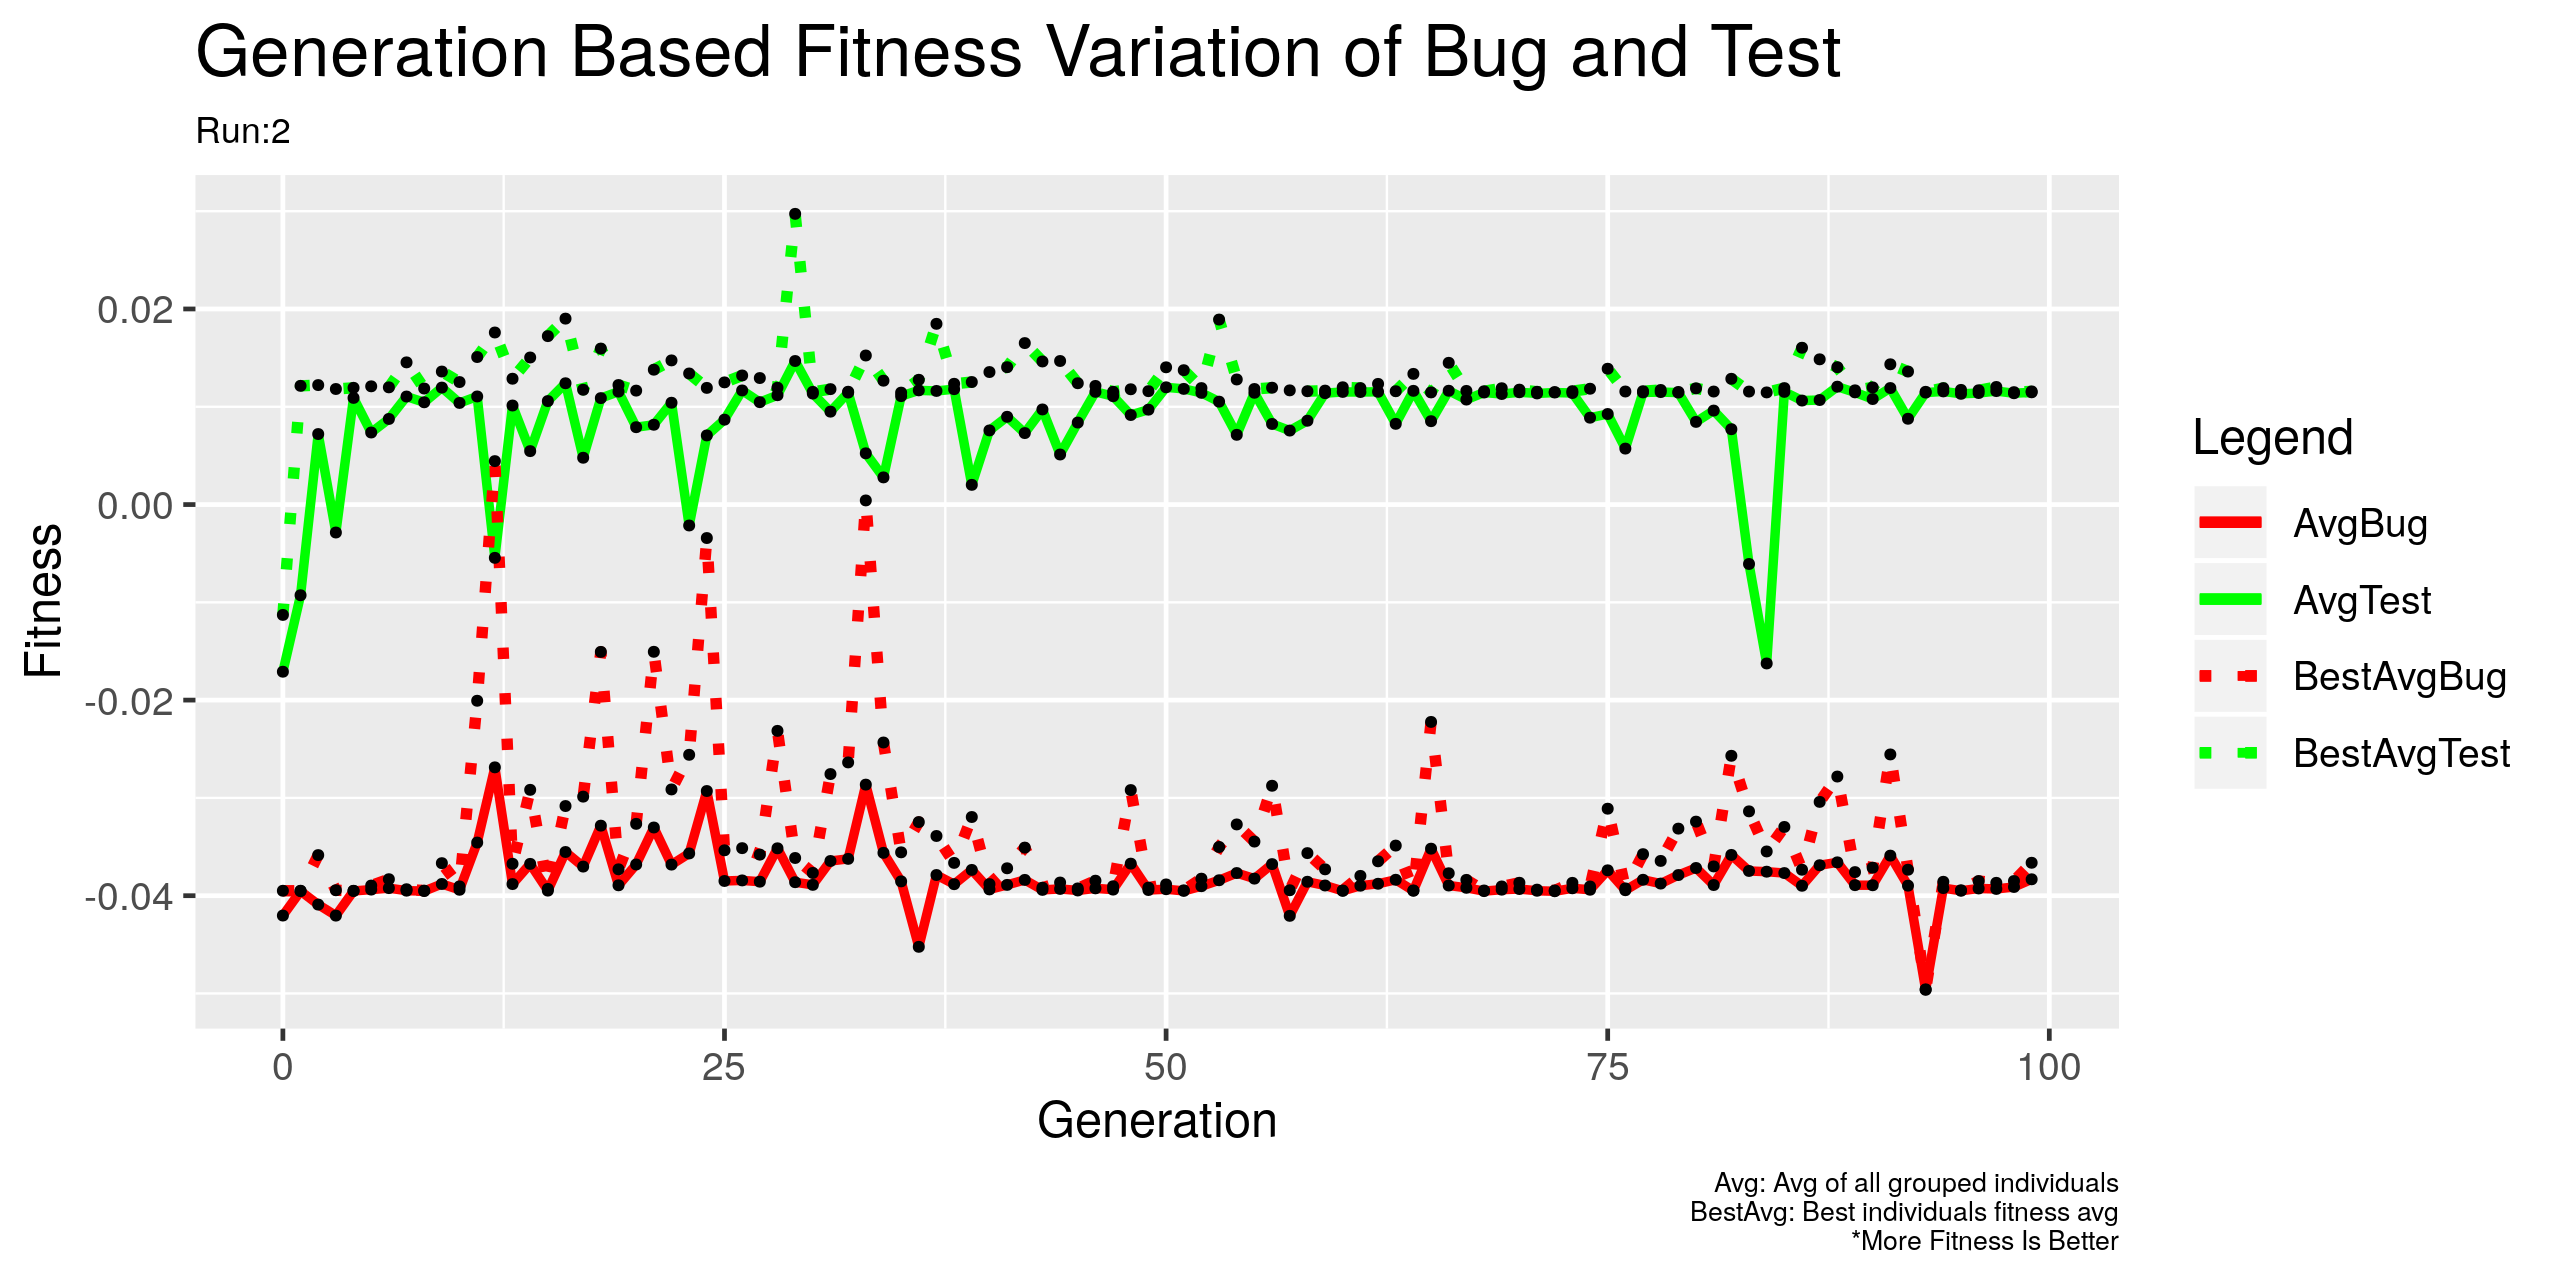 Generation Based Fitness Variation of Bug and Test
Run:2
Fitness
0.02
0.00
-0.02
-0.04
0
25
50
75
100
Generation
Legend
AvgBug
AvgTest
BestAvgBug
BestAvgTest
Avg: Avg of all grouped individuals
BestAvg: Best individuals fitness avg
*More Fitness Is Better